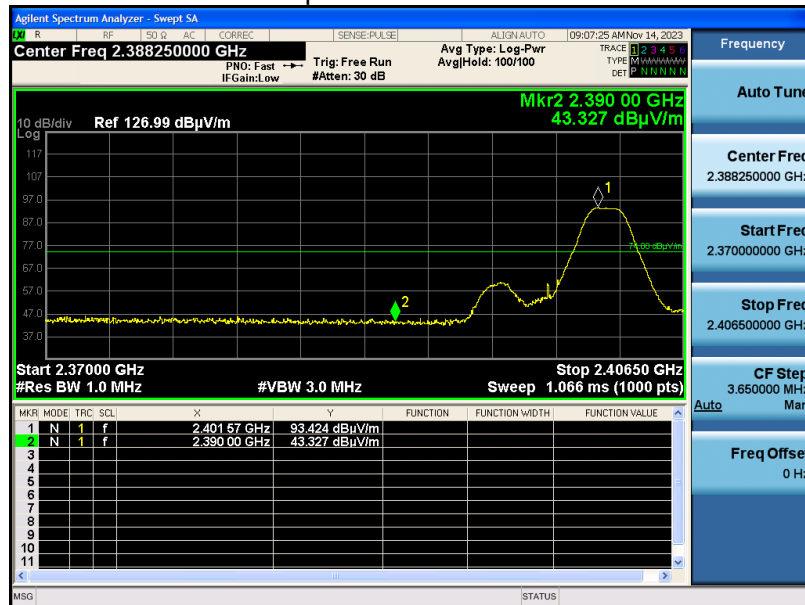 Agilent Spectrum Analyzer - Swept SA
LXI R RF 50 Ω AC CORREC SENSE:PULSE ALIGN AUTO 09:07:25 AM Nov 14, 2023
Center Freq 2.388250000 GHz
PNO: Fast
IFGain:Low
Trig: Free Run
#Atten: 30 dB
Avg Type: Log-Pwr
Avg|Hold: 100/100
TRACE 1 2 3 4 5 6
TYPE M WWWWW
DET P N N N N N
Mkr2 2.390 00 GHz
43.327 dBµV/m
10 dB/div Ref 126.99 dBµV/m
Log
117
107
97.0
87.0
77.0
67.0
57.0
47.0
37.0
1
2
74.00 dBµV/m
Start 2.37000 GHz Stop 2.40650 GHz
#Res BW 1.0 MHz #VBW 3.0 MHz Sweep 1.066 ms (1000 pts)
MKR MODE TRC SCL X Y FUNCTION FUNCTION WIDTH FUNCTION VALUE
1 N 1 f 2.401 57 GHz 93.424 dBµV/m
2 N 1 f 2.390 00 GHz 43.327 dBµV/m
3
4
5
6
7
8
9
10
11
MSG STATUS
Frequency
Auto Tune
Center Freq
2.388250000 GHz
Start Freq
2.370000000 GHz
Stop Freq
2.406500000 GHz
CF Step
3.650000 MHz
Auto Man
Freq Offset
0 Hz